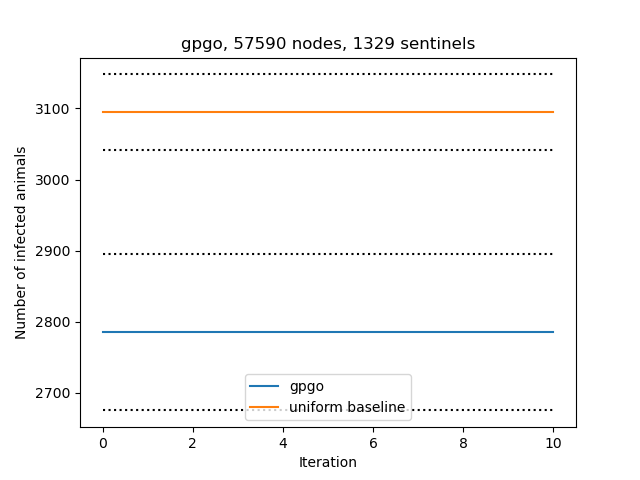 gpgo, 57590 nodes, 1329 sentinels
Number of infected animals
3100
3000
2900
2800
2700
gpgo
uniform baseline
0 2 4 6 8 10
Iteration